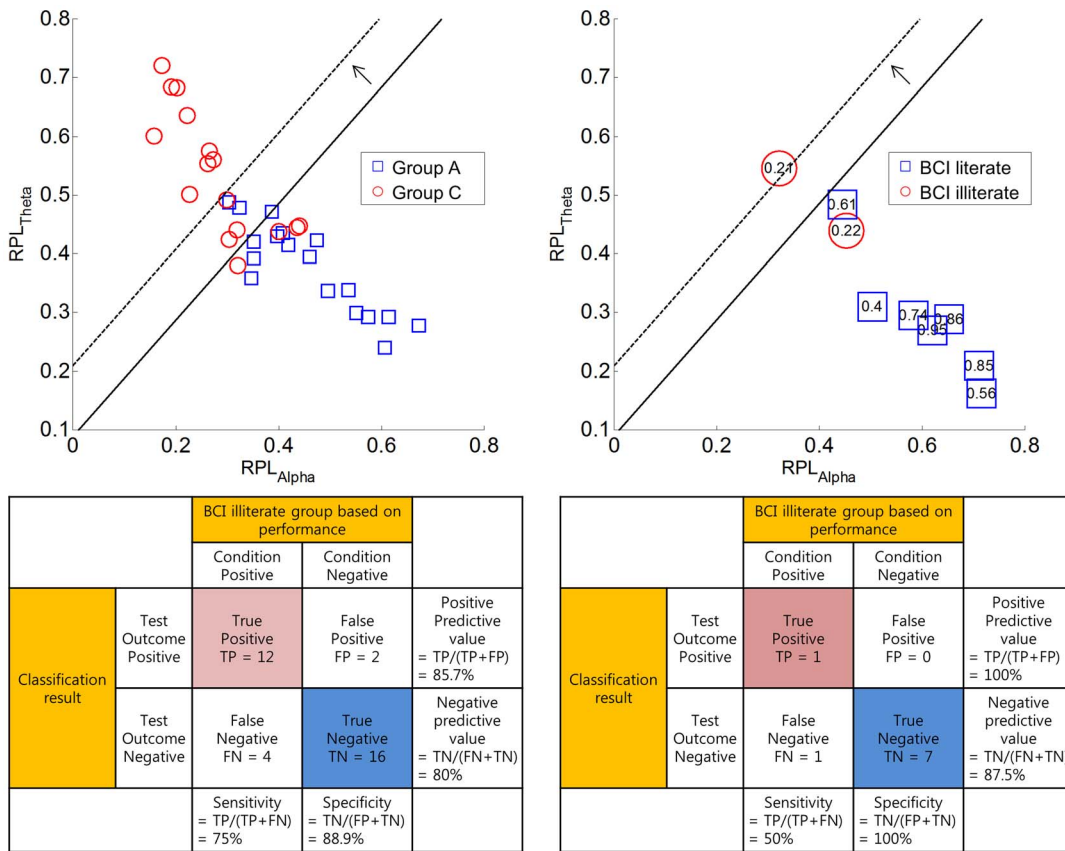 0.8
0.7
0.6
0.5
0.4
0.3
0.2
0.1
RPL Theta
0
0.2
0.4
0.6
0.8
RPL Alpha
Group A
Group C
0.8
0.7
0.6
0.5
0.4
0.3
0.2
0.1
RPL Theta
0
0.2
0.4
0.6
0.8
RPL Alpha
BCI literate
BCI illiterate
0.21
0.61
0.22
0.4
0.74
0.86
0.95
0.85
0.56
BCI illiterate group based on
performance
Condition
Positive
Condition
Negative
Classification
result
Test
Outcome
Positive
True
Positive
TP = 12
False
Positive
FP = 2
Positive
Predictive
value
= TP/(TP+FP)
= 85.7%
Test
Outcome
Negative
False
Negative
FN = 4
True
Negative
TN = 16
Negative
predictive
value
= TN/(FN+TN)
= 80%
Sensitivity
= TP/(TP+FN)
= 75%
Specificity
= TN/(FP+TN)
= 88.9%
BCI illiterate group based on
performance
Condition
Positive
Condition
Negative
Classification
result
Test
Outcome
Positive
True
Positive
TP = 1
False
Positive
FP = 0
Positive
Predictive
value
= TP/(TP+FP)
= 100%
Test
Outcome
Negative
False
Negative
FN = 1
True
Negative
TN = 7
Negative
predictive
value
= TN/(FN+TN)
= 87.5%
Sensitivity
= TP/(TP+FN)
= 50%
Specificity
= TN/(FP+TN)
= 100%